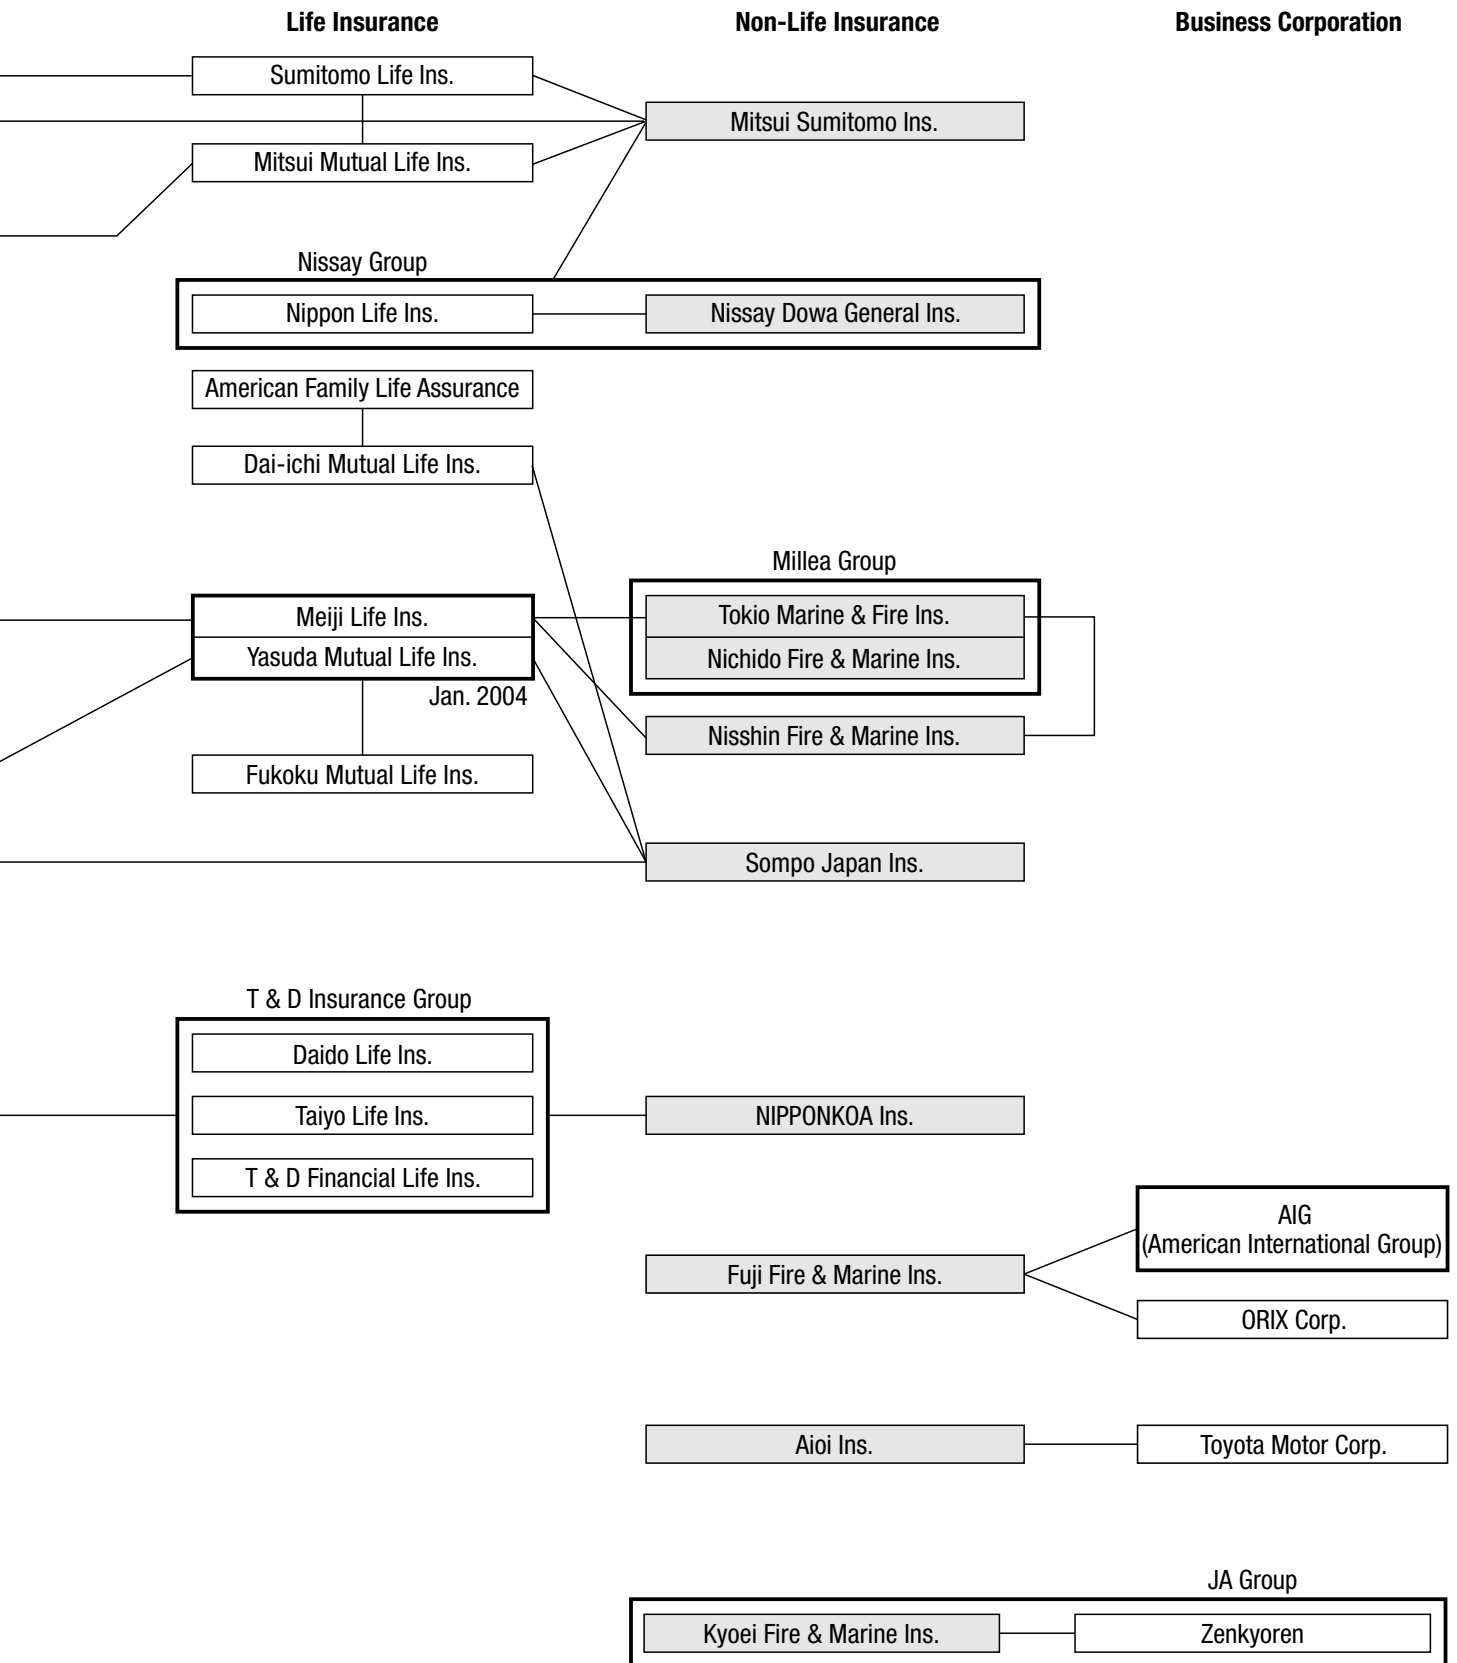 Life Insurance
Non-Life Insurance
Business Corporation
Sumitomo Life Ins.
Mitsui Sumitomo Ins.
Mitsui Mutual Life Ins.
Nissay Group
Nippon Life Ins.
Nissay Dowa General Ins.
American Family Life Assurance
Dai-ichi Mutual Life Ins.
Millea Group
Meiji Life Ins.
Tokio Marine & Fire Ins.
Yasuda Mutual Life Ins.
Nichido Fire & Marine Ins.
Jan. 2004
Nisshin Fire & Marine Ins.
Fukoku Mutual Life Ins.
Sompo Japan Ins.
T & D Insurance Group
Daido Life Ins.
Taiyo Life Ins.
NIPPONKOA Ins.
T & D Financial Life Ins.
AIG
(American International Group)
Fuji Fire & Marine Ins.
ORIX Corp.
Aioi Ins.
Toyota Motor Corp.
JA Group
Kyoei Fire & Marine Ins.
Zenkyoren